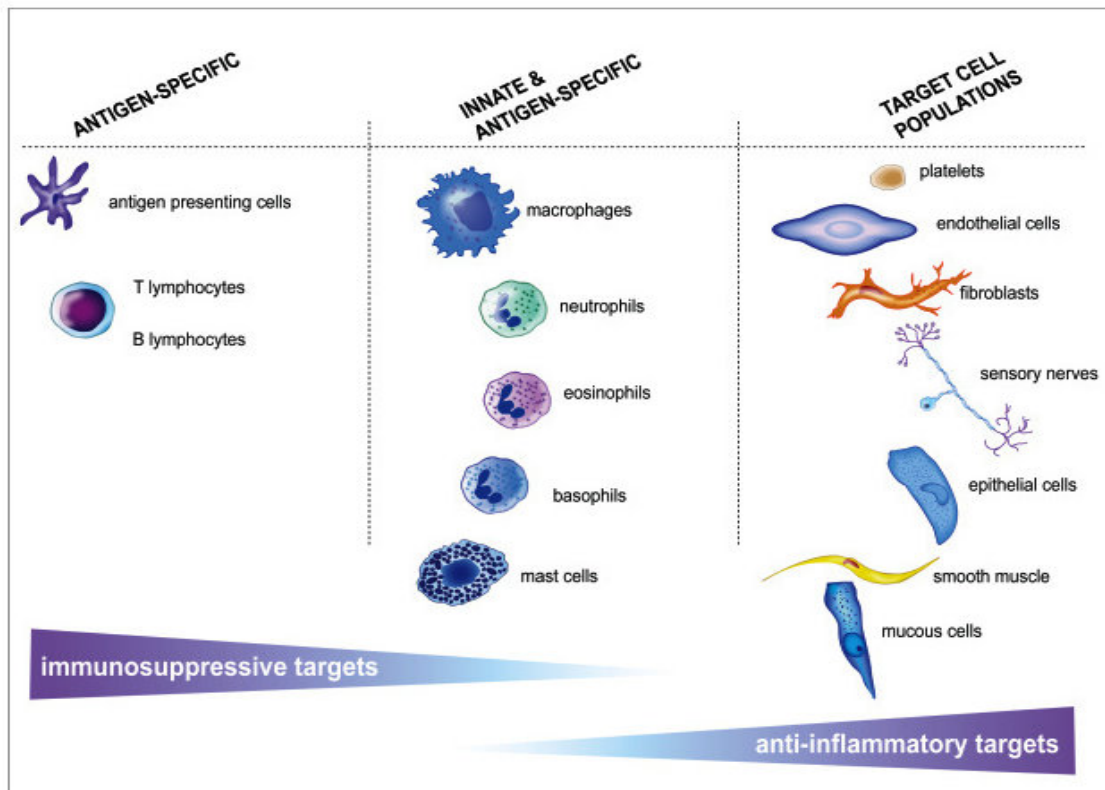 ANTIGEN-SPECIFIC
INNATE &
ANTIGEN-SPECIFIC
TARGET CELL
POPULATIONS
antigen presenting cells
T lymphocytes
B lymphocytes
macrophages
neutrophils
eosinophils
basophils
mast cells
platelets
endothelial cells
fibroblasts
sensory nerves
epithelial cells
smooth muscle
mucous cells
immunosuppressive targets
anti-inflammatory targets